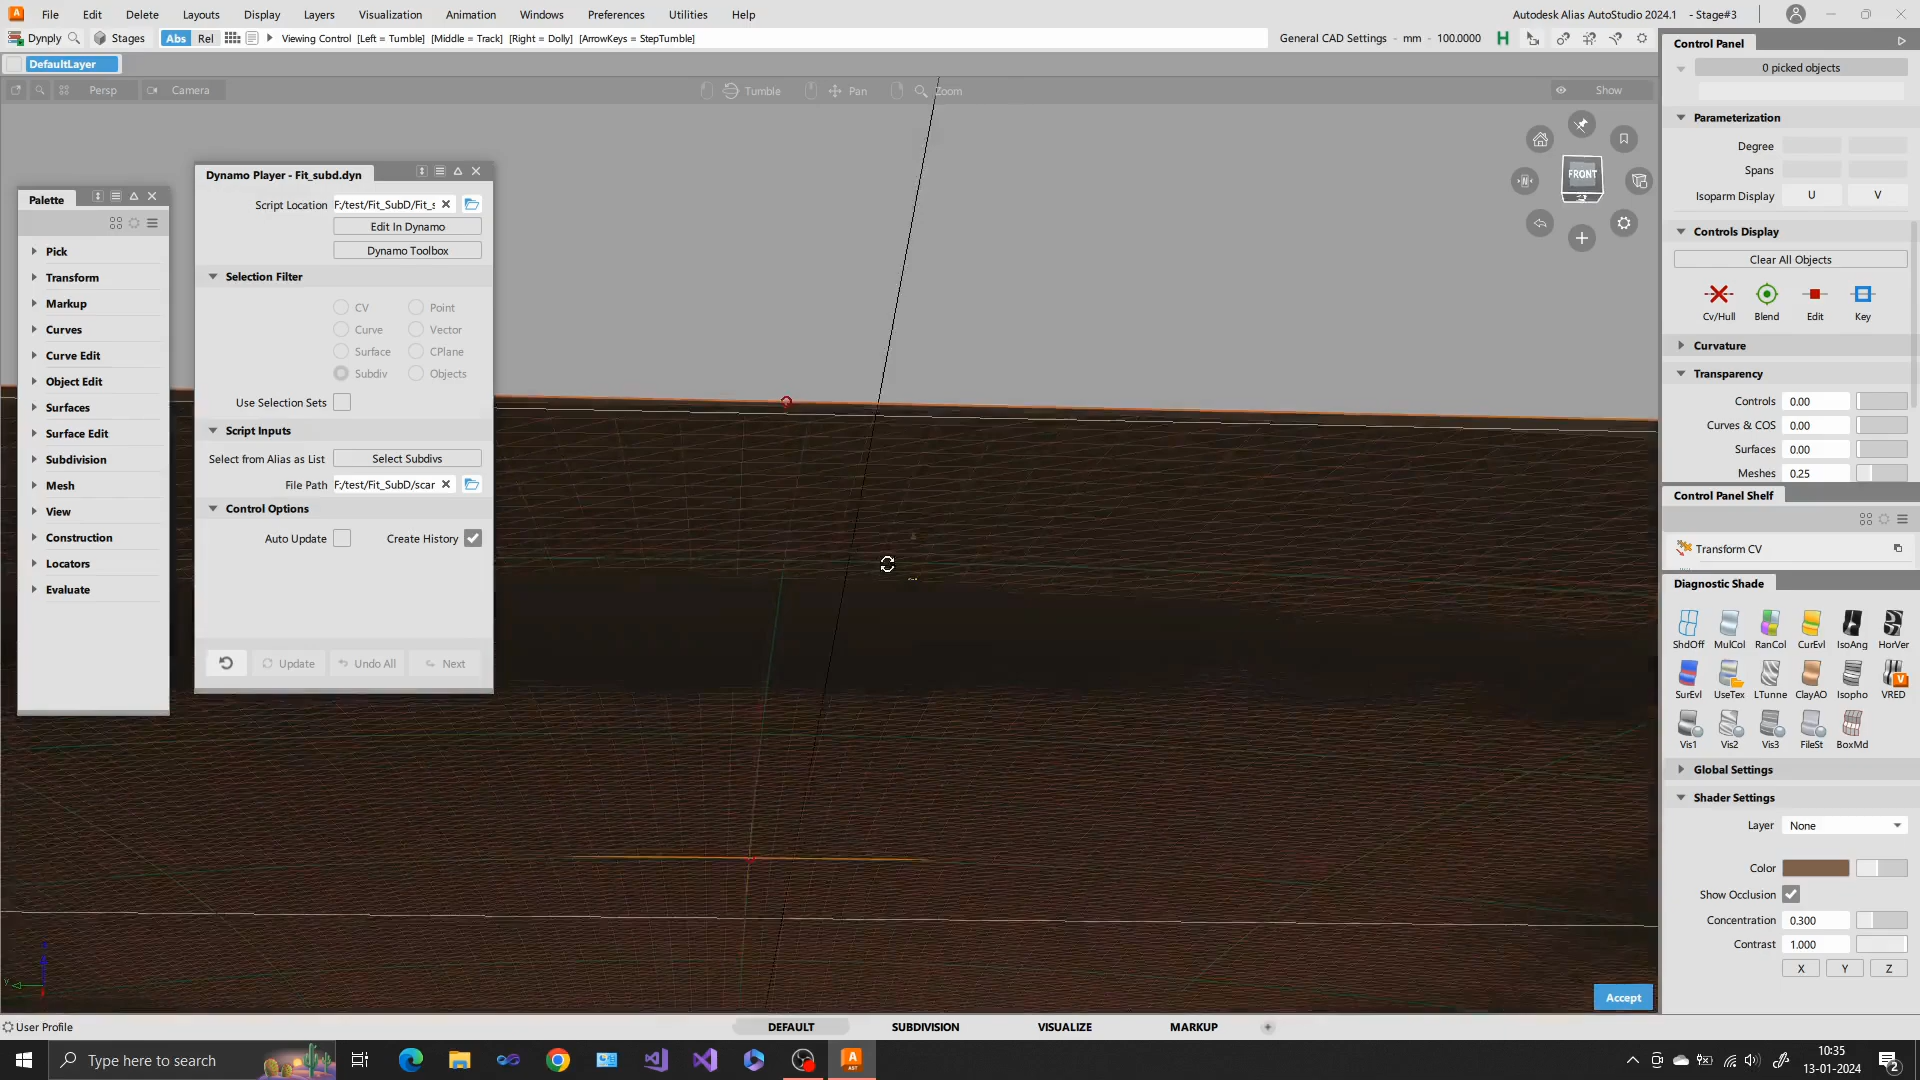 File Edit Delete Layouts Display Layers Visualization Animation Windows Preferences Utilities Help
Autodesk Alias AutoStudio 2024.1 - Stage#3
Dynply Stages Abs Rel Viewing Control [Left = Tumble] [Middle = Track] [Right = Dolly] [ArrowKeys = StepTumble]
General CAD Settings - mm - 100.0000
DefaultLayer
Persp Camera Tumble Pan Zoom Show
FRONT
N
Palette
Pick
Transform
Markup
Curves
Curve Edit
Object Edit
Surfaces
Surface Edit
Subdivision
Mesh
View
Construction
Locators
Evaluate
Dynamo Player - Fit_subd.dyn
Script Location F:/test/Fit_SubD/Fit_s
Edit In Dynamo
Dynamo Toolbox
Selection Filter
CV Point
Curve Vector
Surface CPlane
Subdiv Objects
Use Selection Sets
Script Inputs
Select from Alias as List Select Subdivs
File Path F:/test/Fit_SubD/scar
Control Options
Auto Update Create History
Update Undo All Next
Control Panel
0 picked objects
Parameterization
Degree
Spans
Isoparm Display U V
Controls Display
Clear All Objects
Cv/Hull Blend Edit Key
Curvature
Transparency
Controls 0.00
Curves & COS 0.00
Surfaces 0.00
Meshes 0.25
Control Panel Shelf
Transform CV
Diagnostic Shade
ShdOff MulCol RanCol CurEvl IsoAng HorVer
SurEvl UseTex LTunne ClayAO Isopho VRED
Vis1 Vis2 Vis3 FileSt BoxMd
Global Settings
Shader Settings
Layer None
Color
Show Occlusion
Concentration 0.300
Contrast 1.000
X Y Z
Accept
Y
User Profile
DEFAULT SUBDIVISION VISUALIZE MARKUP
Type here to search
10:35
13-01-2024
2